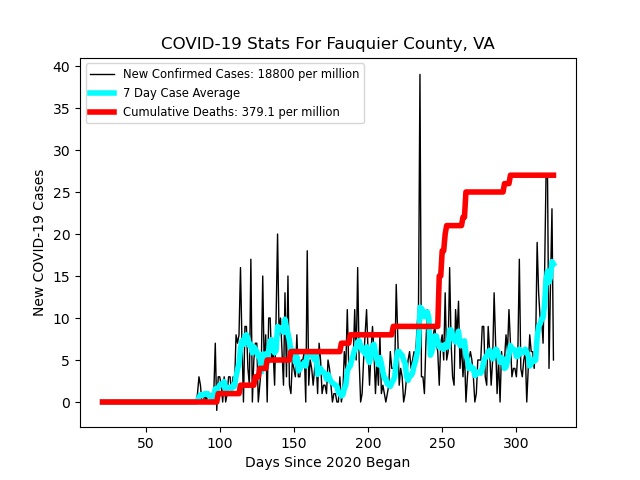 COVID-19 Stats For Fauquier County, VA
New Confirmed Cases: 18800 per million
7 Day Case Average
Cumulative Deaths: 379.1 per million
New COVID-19 Cases
40
35
30
25
20
15
10
5
0
50 100 150 200 250 300
Days Since 2020 Began